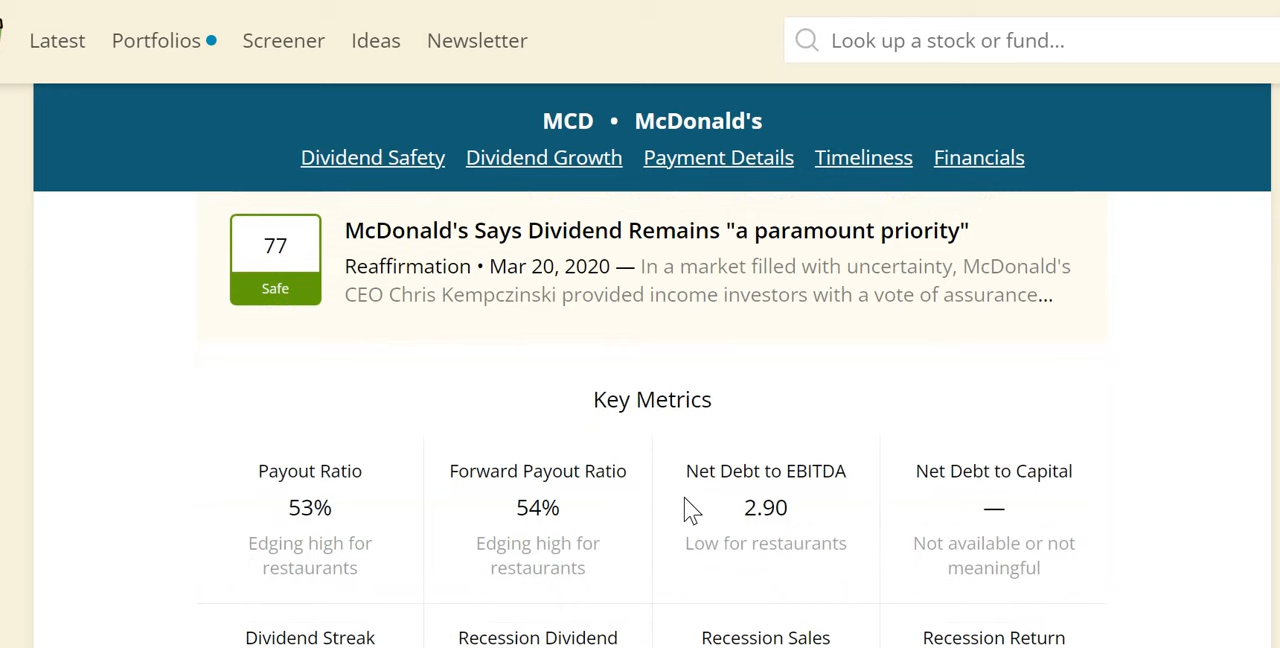 Latest Portfolios Screener Ideas Newsletter Look up a stock or fund...
MCD • McDonald's
Dividend Safety Dividend Growth Payment Details Timeliness Financials
77
Safe
McDonald's Says Dividend Remains "a paramount priority"
Reaffirmation • Mar 20, 2020 — In a market filled with uncertainty, McDonald's
CEO Chris Kempczinski provided income investors with a vote of assurance...
Key Metrics
Payout Ratio
53%
Edging high for
restaurants
Forward Payout Ratio
54%
Edging high for
restaurants
Net Debt to EBITDA
2.90
Low for restaurants
Net Debt to Capital
—
Not available or not
meaningful
Dividend Streak
Recession Dividend
Recession Sales
Recession Return